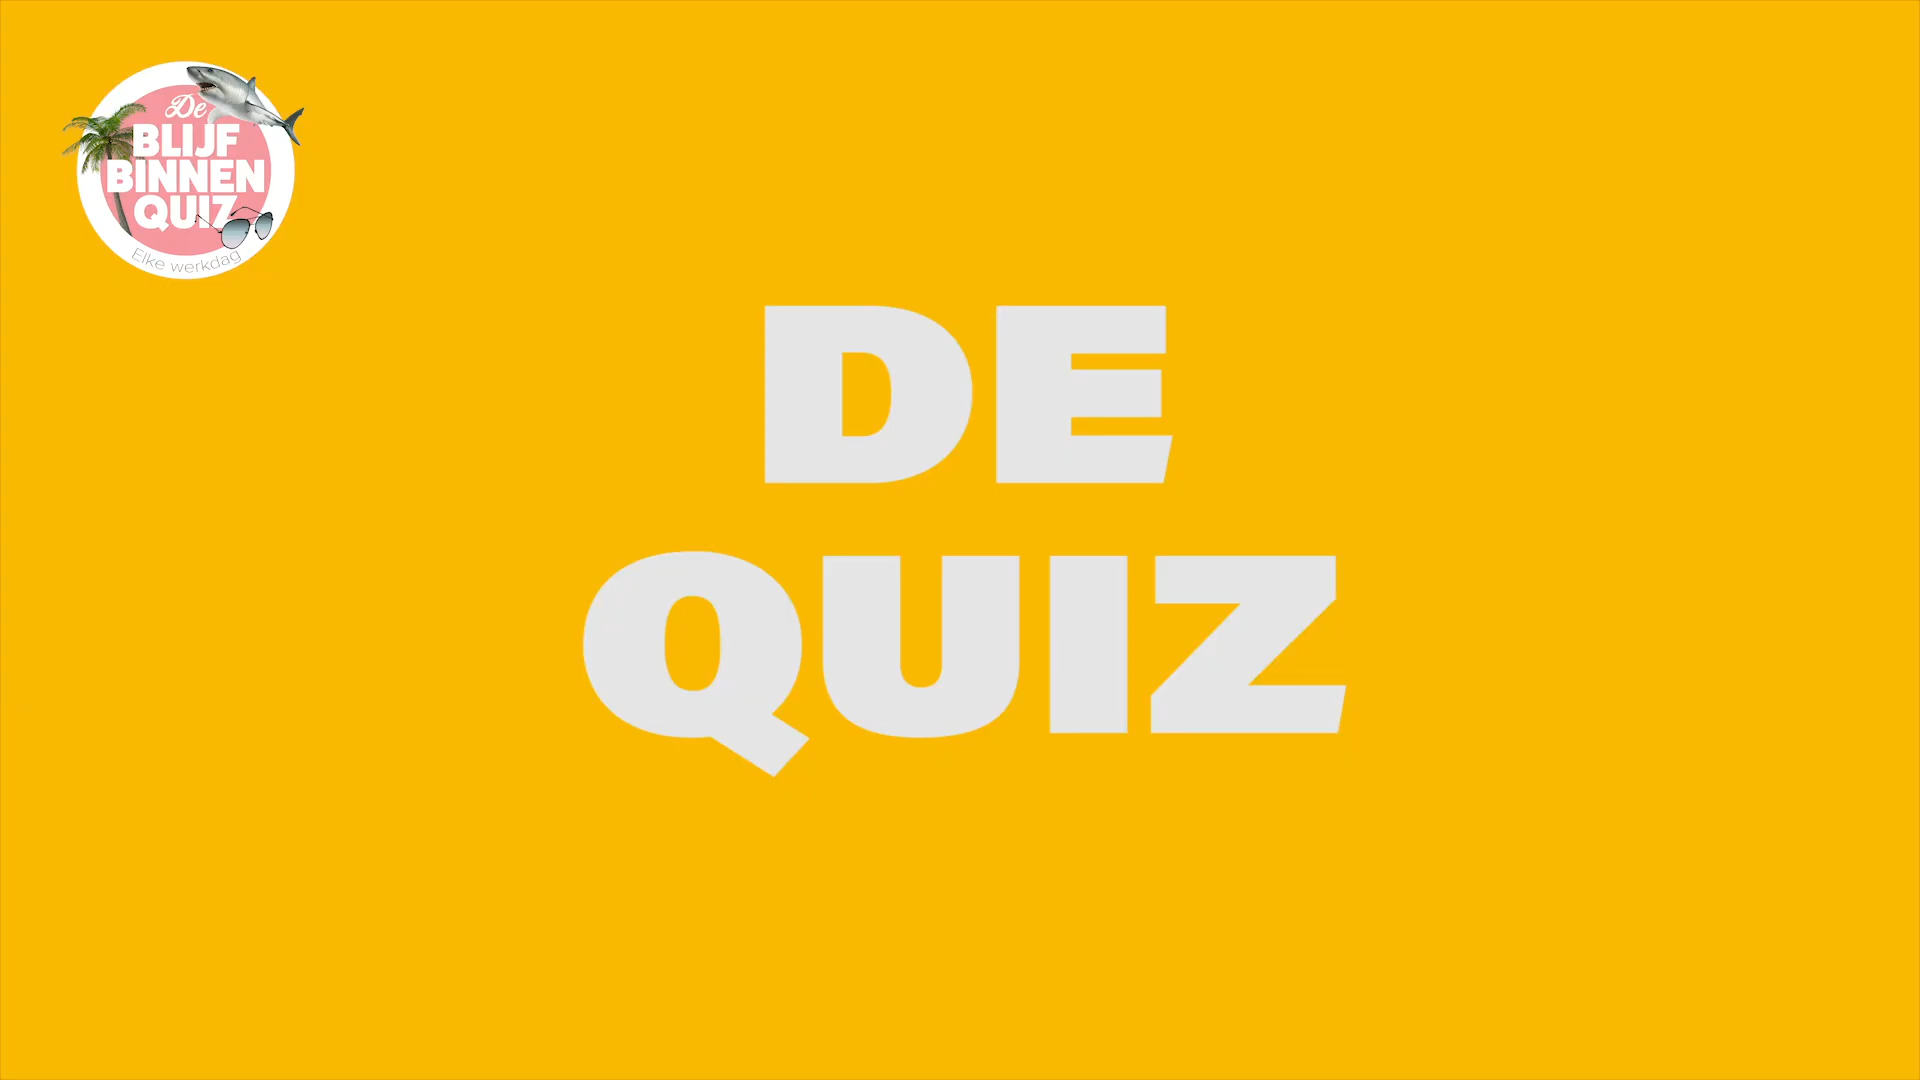 De
BLIJF
BINNEN
QUIZ
Elke werkdag
DE
QUIZ